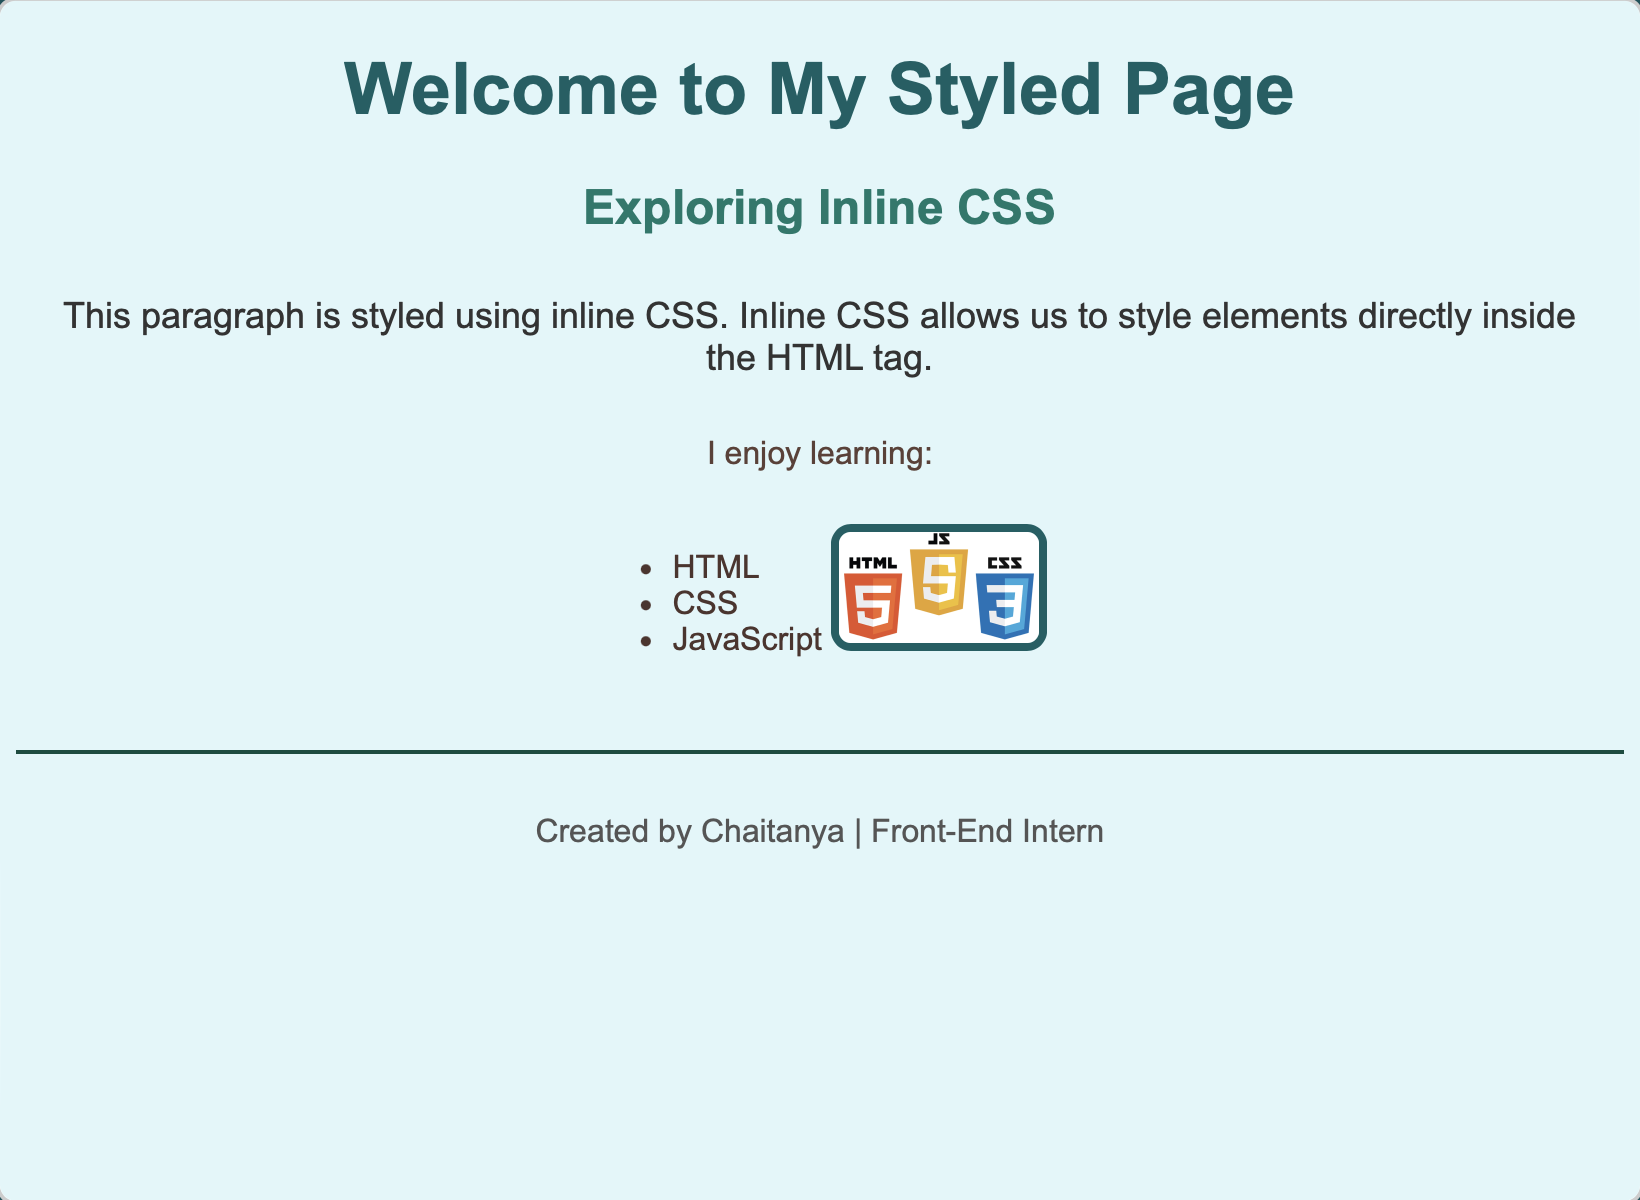 Welcome to My Styled Page
Exploring Inline CSS
This paragraph is styled using inline CSS. Inline CSS allows us to style elements directly inside
the HTML tag.
I enjoy learning:
• HTML
• CSS
• JavaScript
JS
HTML
CSS
5
5
3
Created by Chaitanya | Front-End Intern